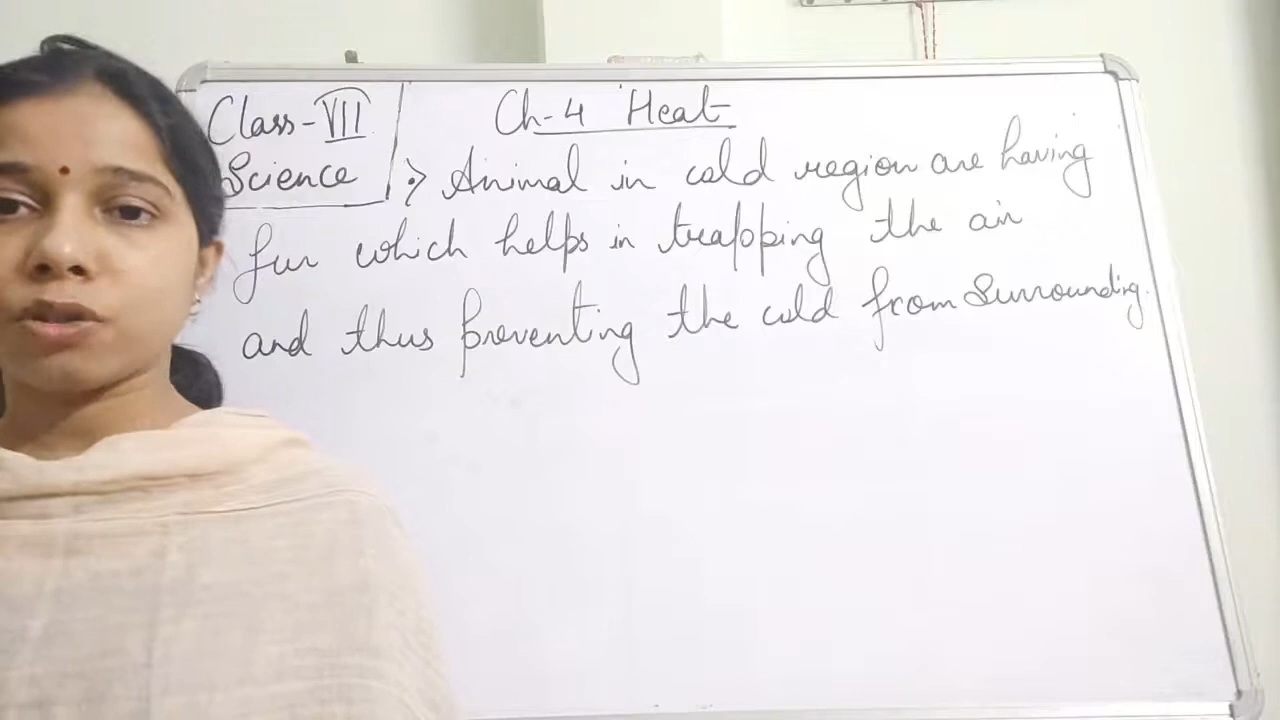 Class-VII
Science
Ch-4 Heat
:> Animal in cold region are having
fur which helps in trapping the air
and thus preventing the cold from surrounding.